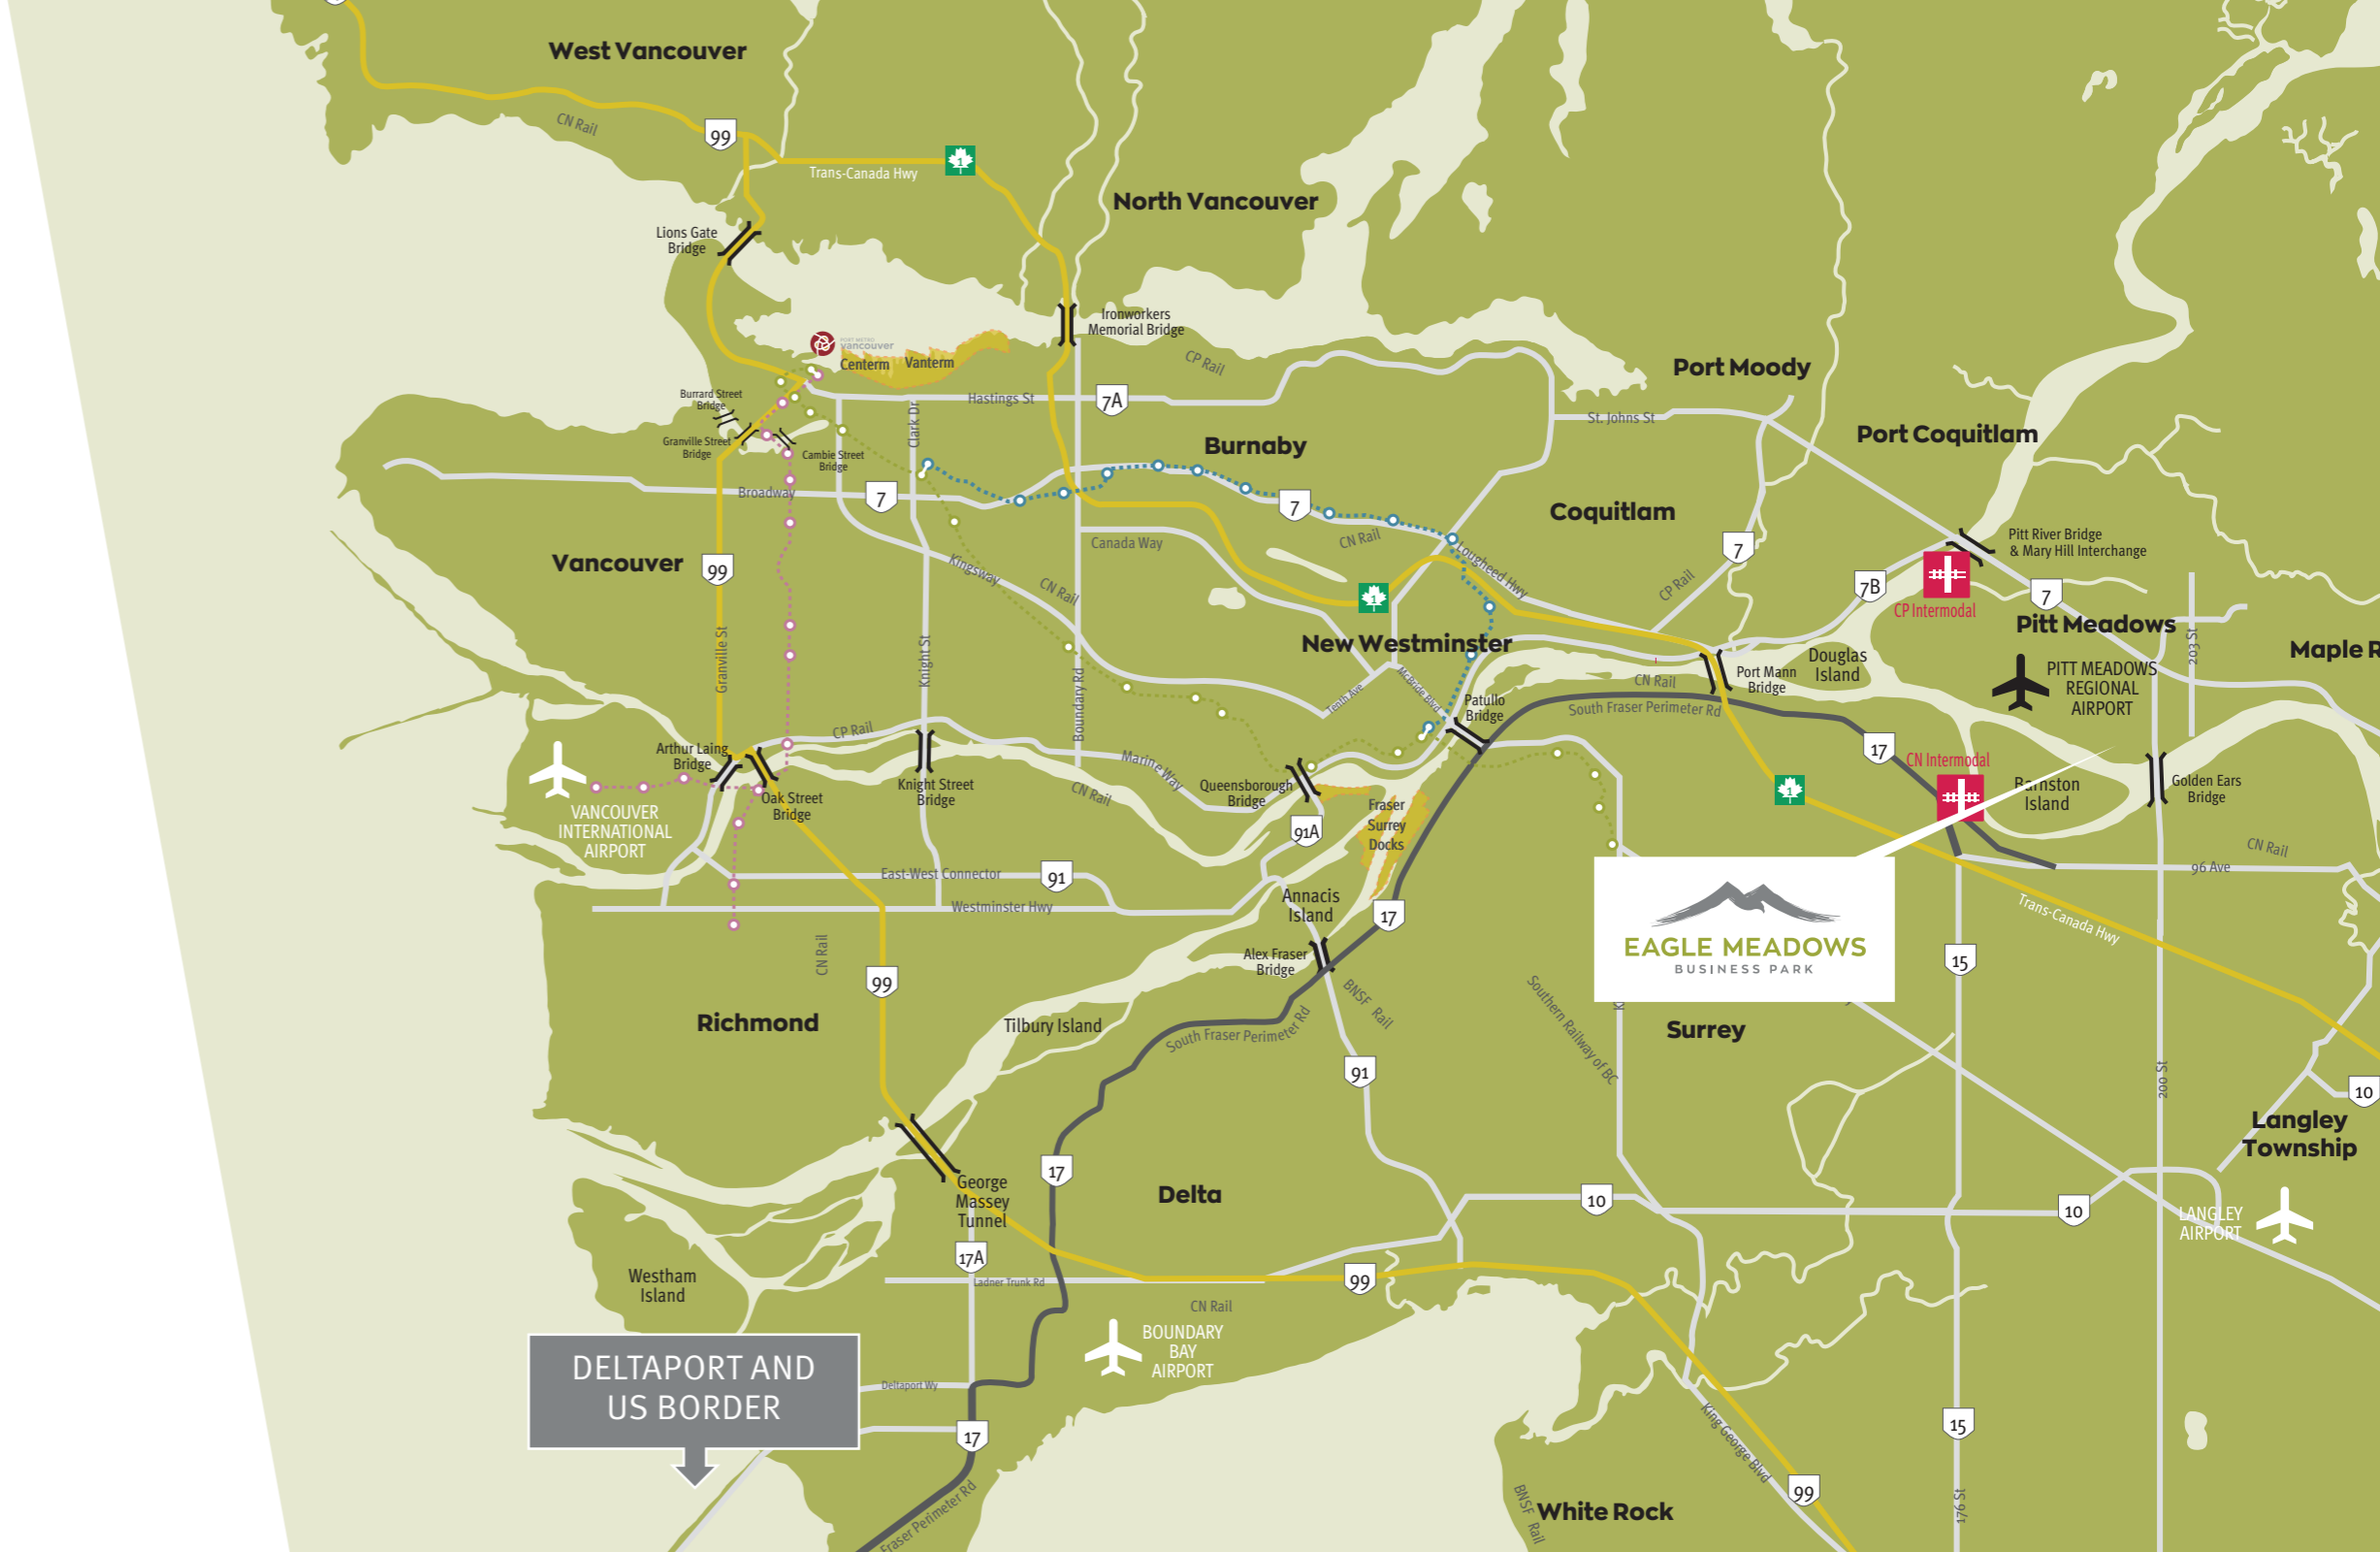 West Vancouver
CN Rail
99
1
Trans-Canada Hwy
North Vancouver
Lions Gate
Bridge
Ironworkers
Memorial Bridge
PORT METRO
vancouver
Centerm
Vanterm
CP Rail
Port Moody
Burrard Street
Bridge
Hastings St
7A
Clark Dr.
St. Johns St
Granville Street
Bridge
Cambie Street
Bridge
Burnaby
Port Coquitlam
Broadway
7
7
Coquitlam
Canada Way
CN Rail
Lougheed Hwy
7
Pitt River Bridge
& Mary Hill Interchange
Vancouver
99
Kingsway
CN Rail
1
CP Rail
7B
CP Intermodal
7
Pitt Meadows
Granville St
Knight St
Boundary Rd
New Westminster
Tenth Ave
McBride Blvd
Patullo
Bridge
CN Rail
South Fraser Perimeter Rd
Port Mann
Bridge
Douglas
Island
PITT MEADOWS
REGIONAL
AIRPORT
203 St
Maple R
Arthur Laing
Bridge
CP Rail
Oak Street
Bridge
Knight Street
Bridge
Marine Way
CN Rail
Queensborough
Bridge
91A
Fraser
Surrey
Docks
17
CN Intermodal
1
Barnston
Island
Golden Ears
Bridge
VANCOUVER
INTERNATIONAL
AIRPORT
East-West Connector
91
Westminster Hwy
Annacis
Island
17
EAGLE MEADOWS
BUSINESS PARK
CN Rail
96 Ave
Trans-Canada Hwy
CN Rail
99
Alex Fraser
Bridge
BNSF Rail
Southern Railway of BC
K
15
Richmond
Tilbury Island
South Fraser Perimeter Rd
Surrey
91
200 St
10
Langley
Township
17
George
Massey
Tunnel
Delta
10
10
LANGLEY
AIRPORT
17A
Ladner Trunk Rd
99
Westham
Island
CN Rail
BOUNDARY
BAY
AIRPORT
DELTAPORT AND
US BORDER
Deltaport Wy
17
Fraser Perimeter Rd
King George Blvd
15
99
176 St
BNSF Rail
White Rock